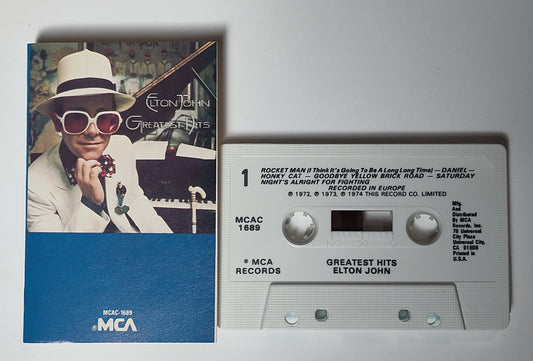 ELTON JOHN
GREATEST HITS
MCAC-1689
MCA
1
ROCKET MAN (I Think It's Going To Be A Long Long Time) — DANIEL —
HONKY CAT — GOODBYE YELLOW BRICK ROAD — SATURDAY
NIGHT'S ALRIGHT FOR FIGHTING
RECORDED IN EUROPE
℗ 1972, ℗ 1973, ℗ 1974 THIS RECORD CO. LIMITED
MCAC
1689
100 50 0
Mfg.
And
Distributed
By MCA
Records, Inc.
70 Universal
City Plaza
Universal City,
CA 91608
Printed in
U.S.A.
® MCA
RECORDS
GREATEST HITS
ELTON JOHN